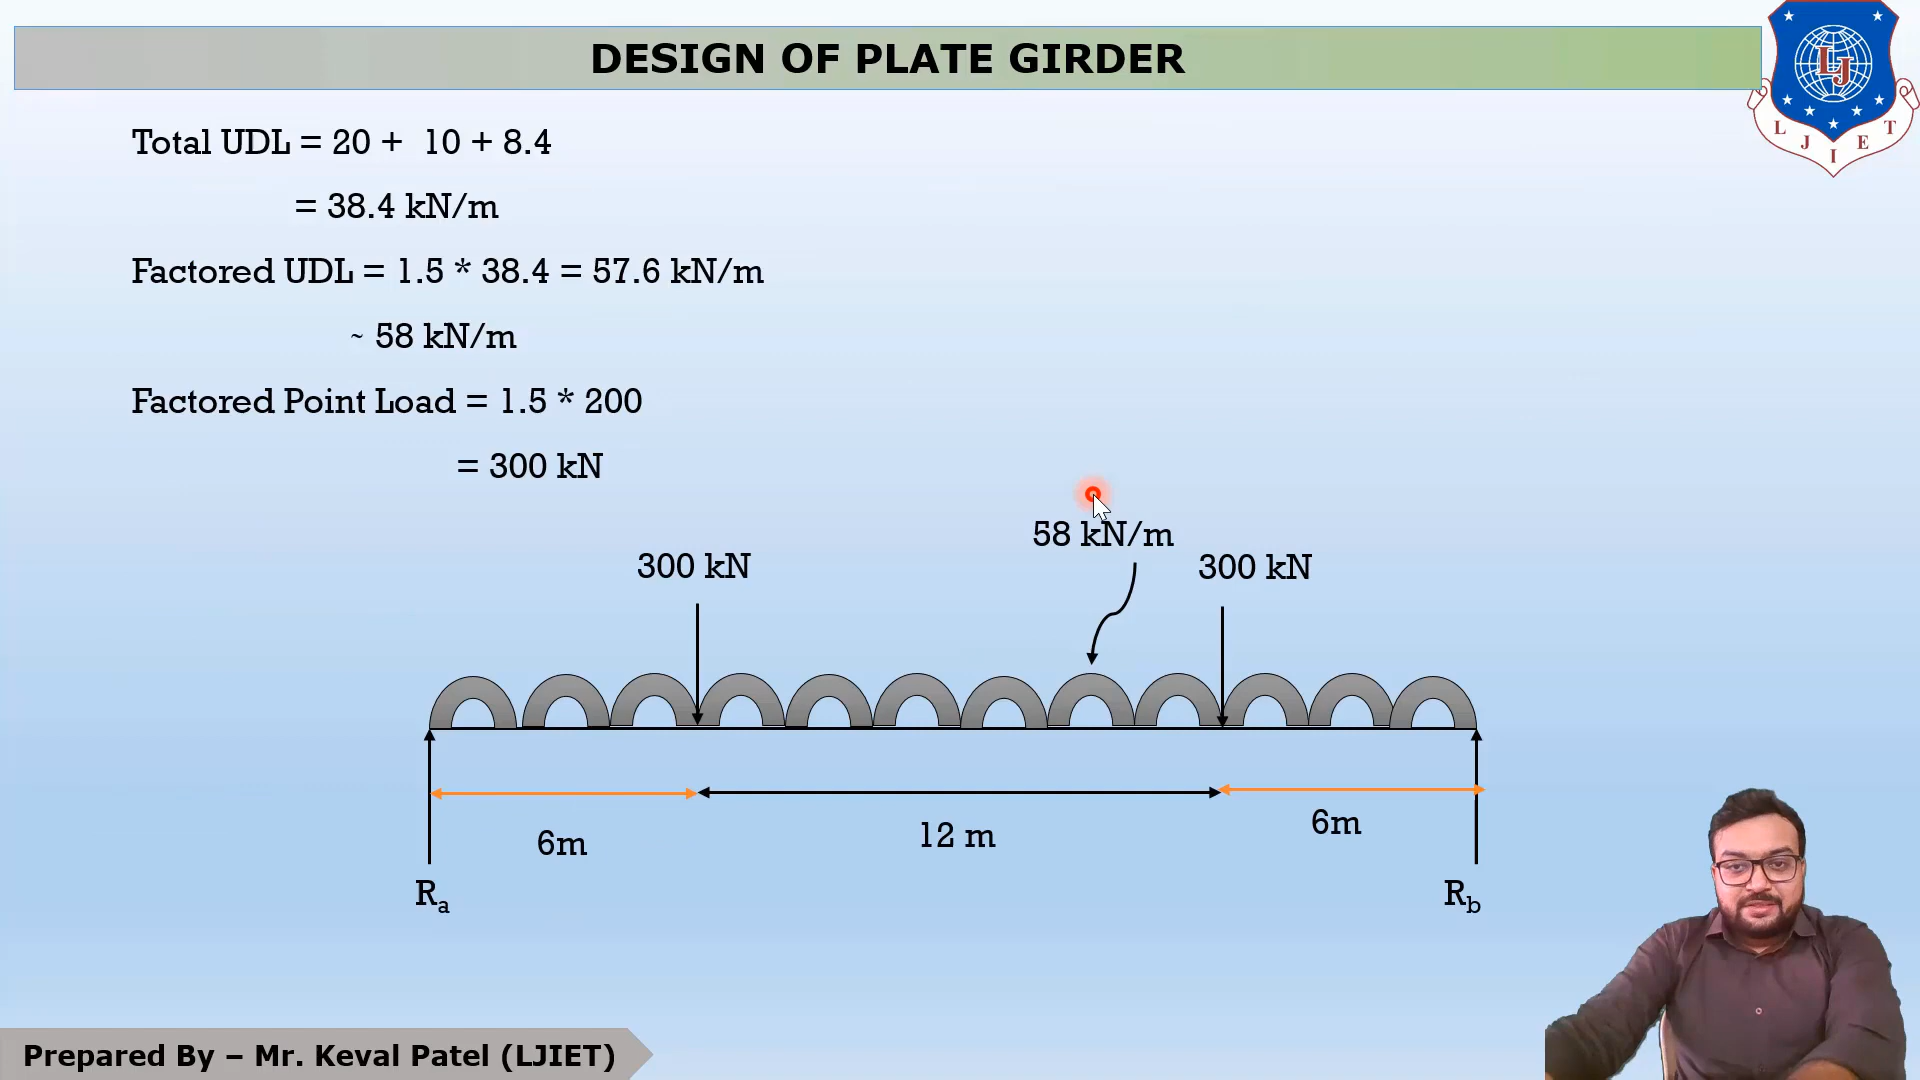 DESIGN OF PLATE GIRDER
LJ
L J I E T
Total UDL = 20 + 10 + 8.4
= 38.4 kN/m
Factored UDL = 1.5 * 38.4 = 57.6 kN/m
~ 58 kN/m
Factored Point Load = 1.5 * 200
= 300 kN
58 kN/m
300 kN
300 kN
6m
12 m
6m
Ra
Rb
Prepared By – Mr. Keval Patel (LJIET)